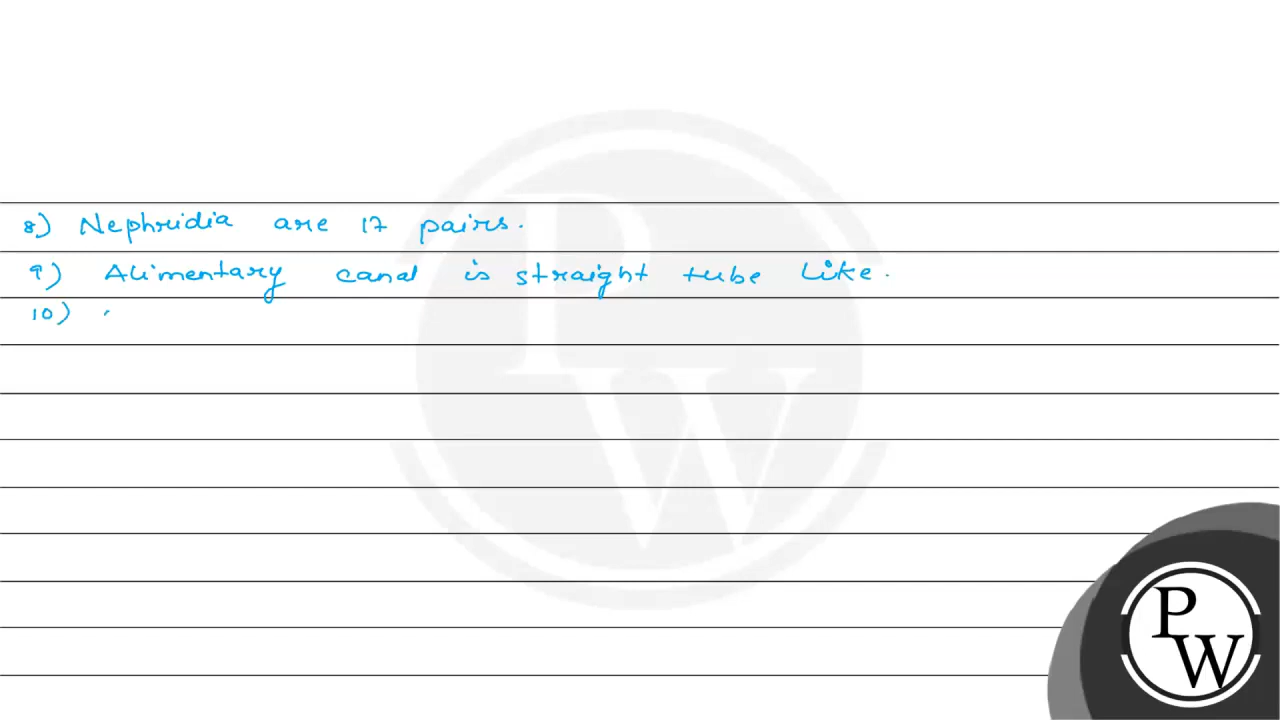 8) Nephridia are 17 pairs.
9) Alimentary canal is straight tube like.
10)
P
W
P
W